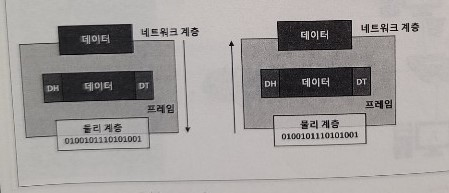 데이터
네트워크 계층
DH 데이터 DT
프레임
물리 계층
0100101110101001
데이터
네트워크 계층
DH 데이터 DT
프레임
물리 계층
0100101110101001